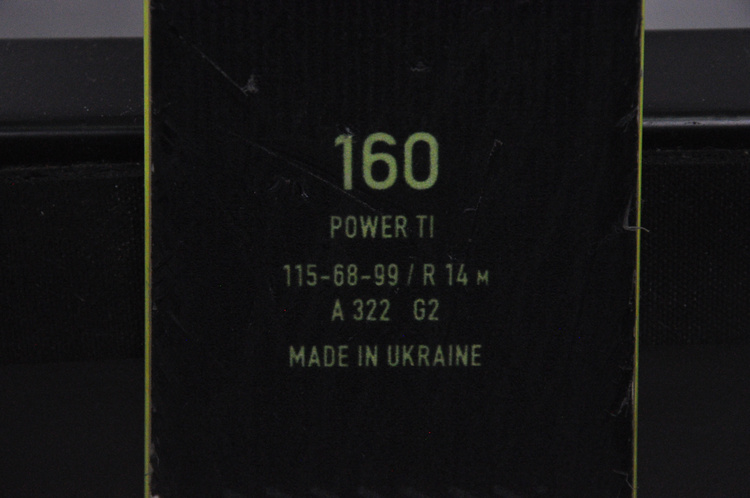 160
POWER TI
115-68-99 / R 14 M
A 322 G2
MADE IN UKRAINE